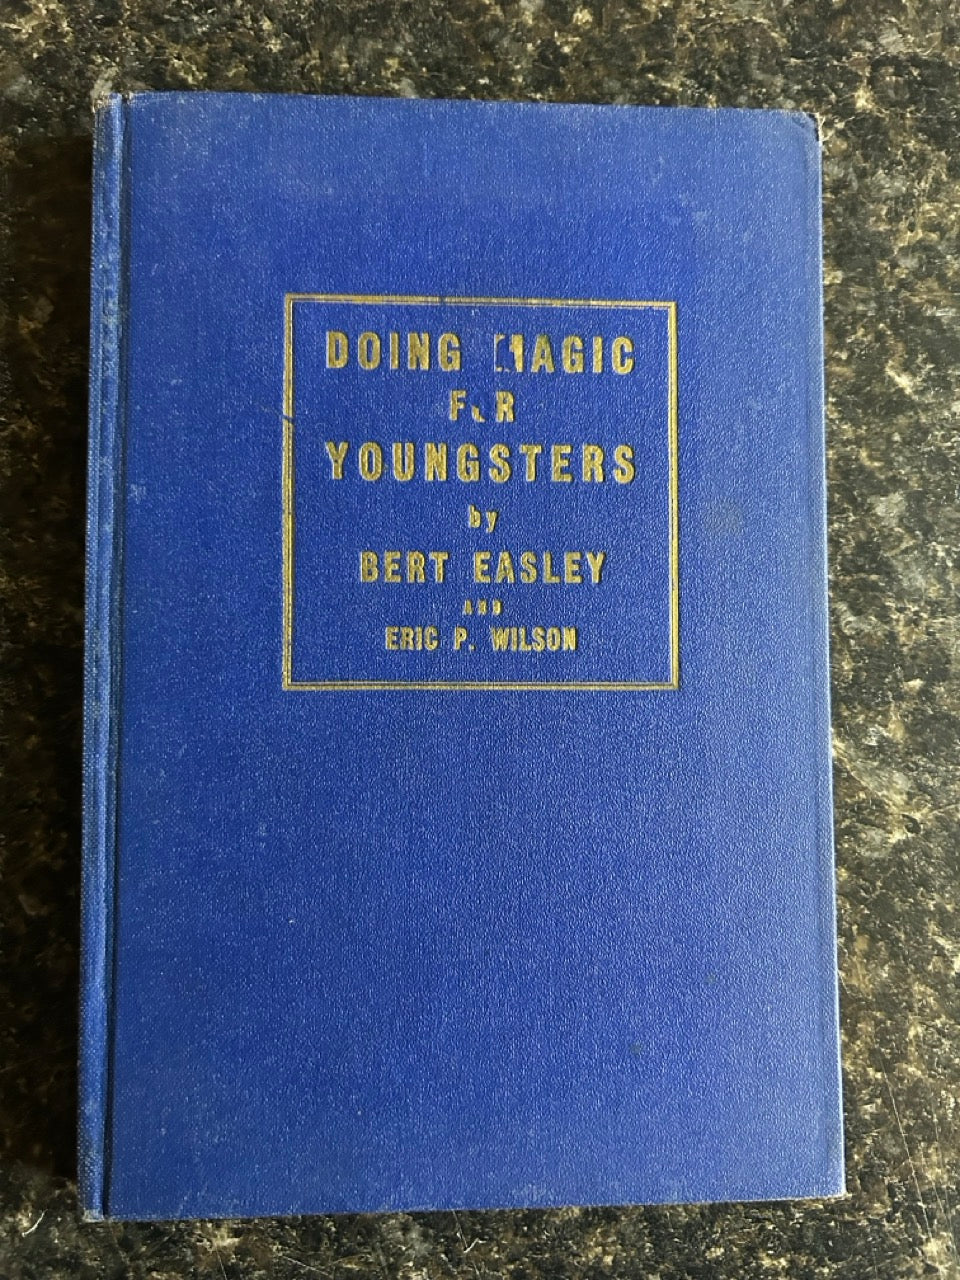 DOING MAGIC
FOR
YOUNGSTERS
by
BERT EASLEY
AND
ERIC P. WILSON